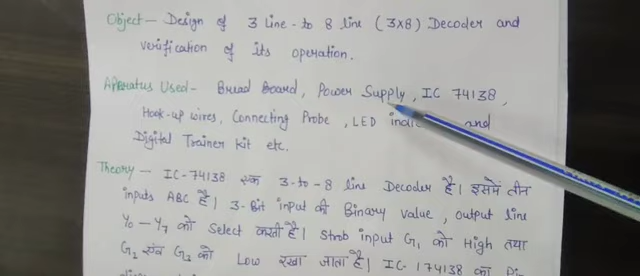 Object - Design of 3 Line - to 8 line (3x8) Decoder and
verification of its operation.
Apparatus Used - Bread Board, Power Supply, IC 74138,
Hook-up wires, Connecting Probe, LED and
Digital Trainer Kit etc.
Theory - IC-74138 एक 3-to-8 line Decoder है। इसमें तीन
inputs ABC है। 3-Bit input की Binary value, output line
Y0 - Y7 को Select करती है। Strob input G1 को High तथा
G2 एवं G3 को Low रखा जाता है। IC-174138 का